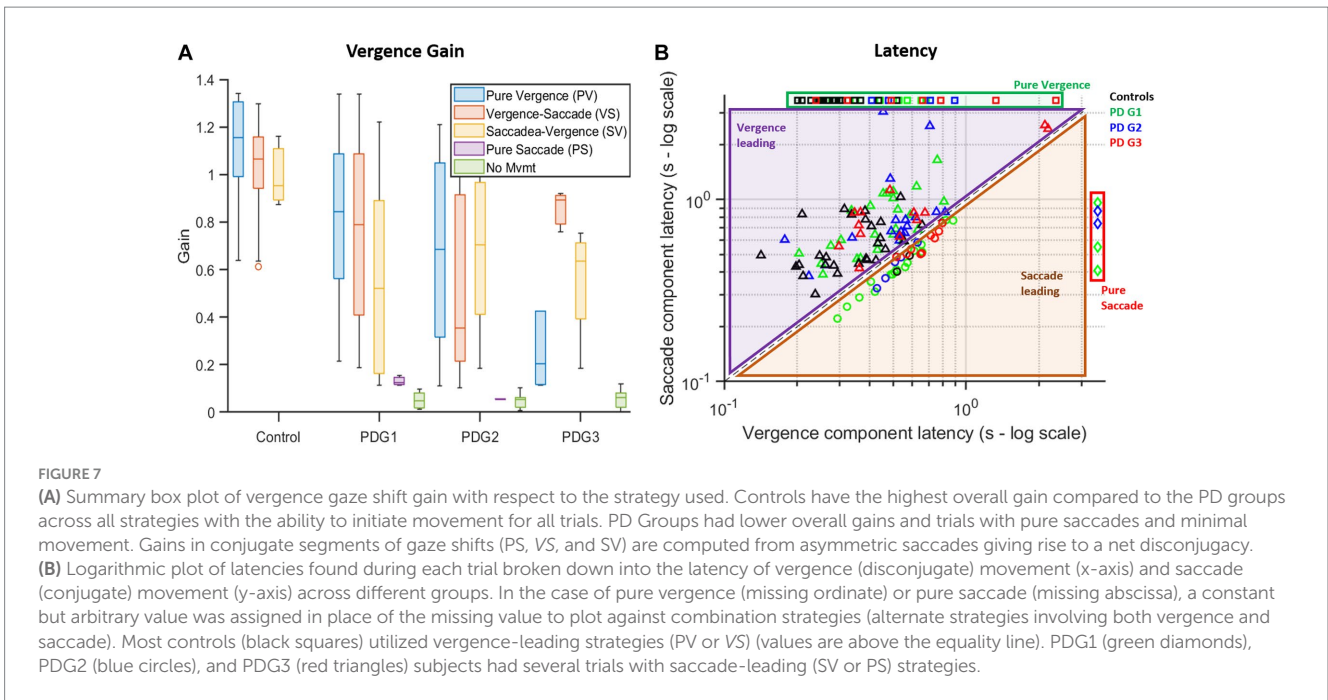 A
Vergence Gain
Gain
1.4
1.2
1
0.8
0.6
0.4
0.2
0
Pure Vergence (PV)
Vergence-Saccade (VS)
Saccadea-Vergence (SV)
Pure Saccade (PS)
No Mvmt
Control
PDG1
PDG2
PDG3
B
Latency
Saccade component latency (s - log scale)
10⁰
10⁻¹
Pure Vergence
Controls
PD G1
PD G2
PD G3
Vergence
leading
Saccade
leading
Pure
Saccade
10⁻¹
10⁰
Vergence component latency (s - log scale)
FIGURE 7
(A) Summary box plot of vergence gaze shift gain with respect to the strategy used. Controls have the highest overall gain compared to the PD groups
across all strategies with the ability to initiate movement for all trials. PD Groups had lower overall gains and trials with pure saccades and minimal
movement. Gains in conjugate segments of gaze shifts (PS, VS, and SV) are computed from asymmetric saccades giving rise to a net disconjugacy.
(B) Logarithmic plot of latencies found during each trial broken down into the latency of vergence (disconjugate) movement (x-axis) and saccade
(conjugate) movement (y-axis) across different groups. In the case of pure vergence (missing ordinate) or pure saccade (missing abscissa), a constant
but arbitrary value was assigned in place of the missing value to plot against combination strategies (alternate strategies involving both vergence and
saccade). Most controls (black squares) utilized vergence-leading strategies (PV or VS) (values are above the equality line). PDG1 (green diamonds),
PDG2 (blue circles), and PDG3 (red triangles) subjects had several trials with saccade-leading (SV or PS) strategies.